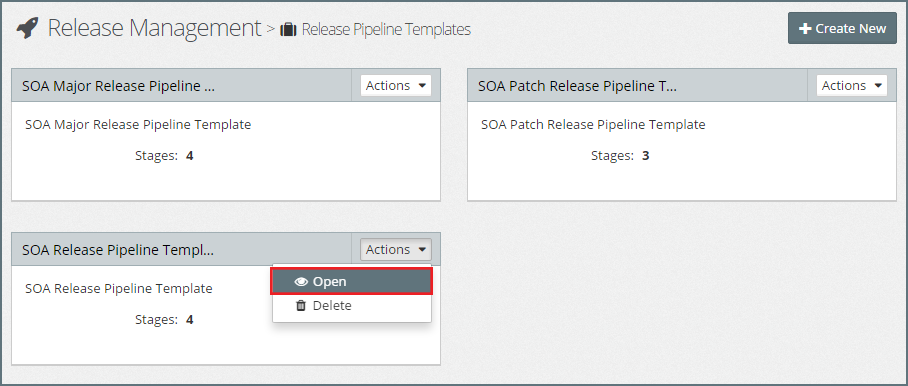 Release Management > Release Pipeline Templates
Create New
SOA Major Release Pipeline ...
Actions
SOA Major Release Pipeline Template
Stages: 4
SOA Patch Release Pipeline T...
Actions
SOA Patch Release Pipeline Template
Stages: 3
SOA Release Pipeline Templ...
Actions
Open
Delete
SOA Release Pipeline Template
Stages: 4